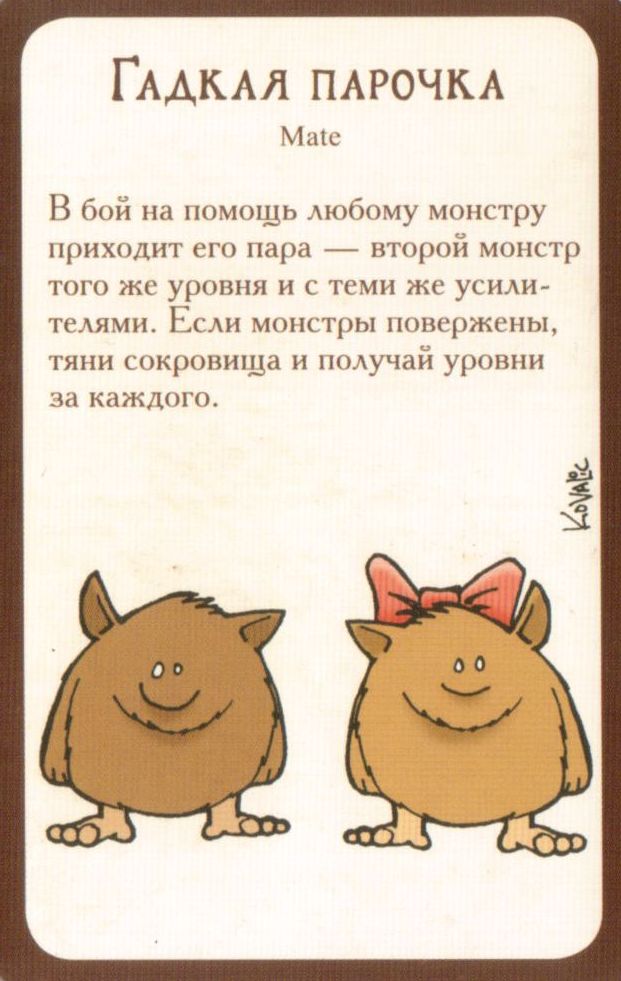 Гадкая парочка
Mate
В бой на помощь любому монстру
приходит его пара — второй монстр
того же уровня и с теми же усили-
телями. Если монстры повержены,
тяни сокровища и получай уровни
за каждого.
Kovalic